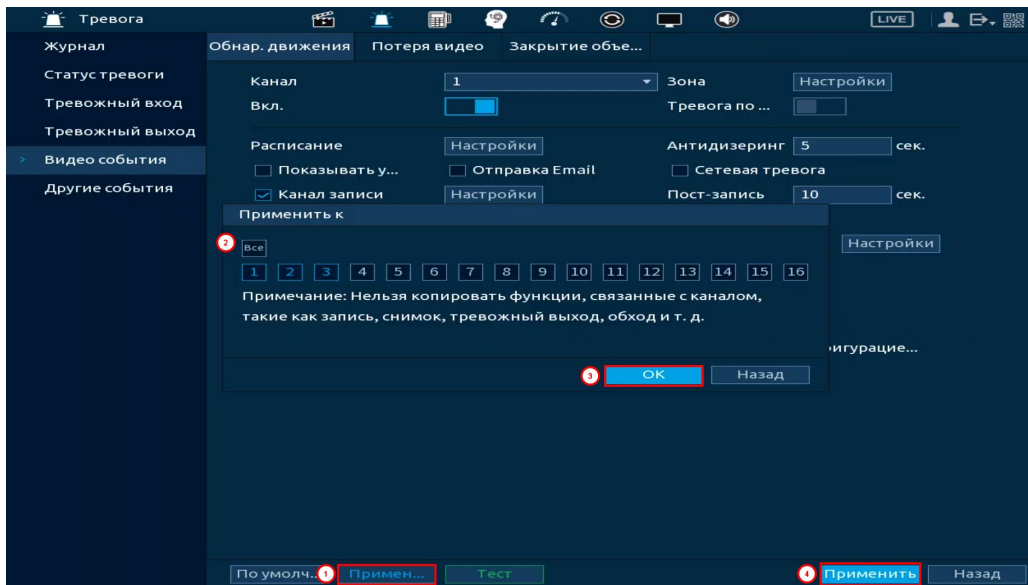 Тревога LIVE
Журнал
Статус тревоги
Тревожный вход
Тревожный выход
Видео события
Другие события
Обнар. движения Потеря видео Закрытие объе...
Канал 1 Зона Настройки
Вкл. Тревога по ...
Расписание Настройки Антидизеринг 5 сек.
Показывать у... Отправка Email Сетевая тревога
Канал записи Настройки Пост-запись 10 сек.
Применить к
Настройки
2 Все
1 2 3 4 5 6 7 8 9 10 11 12 13 14 15 16
Примечание: Нельзя копировать функции, связанные с каналом,
такие как запись, снимок, тревожный выход, обход и т. д.
игурацие...
3 OK Назад
По умолч... 1 Примен... Тест 4 Применить Назад